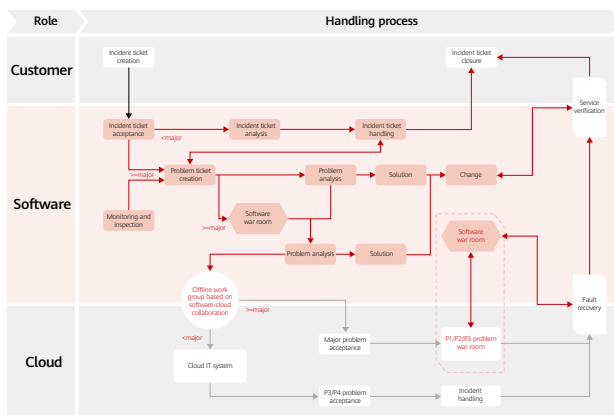 Role
Handling process
Customer
Incident ticket
creation
Incident ticket
closure
Service
verification
Software
Incident ticket
acceptance
<major
Incident ticket
analysis
Incident ticket
handling
>=major
Problem ticket
creation
Problem
analysis
Solution
Change
Monitoring and
inspection
>=major
Software
war room
Software
war room
Problem analysis
Solution
Offline work
group based on
software-cloud
collaboration
>=major
Fault
recovery
Cloud
<major
Major problem
acceptance
P1/P2/P3 problem
war room
Cloud IT system
P3/P4 problem
acceptance
Incident
handling